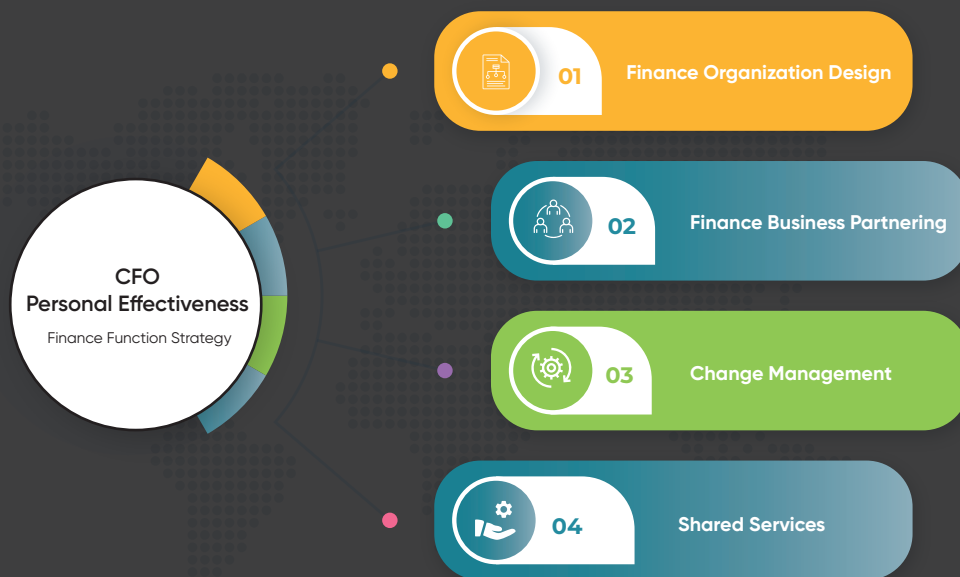 CFO
Personal Effectiveness
Finance Function Strategy
01
Finance Organization Design
02
Finance Business Partnering
03
Change Management
04
Shared Services